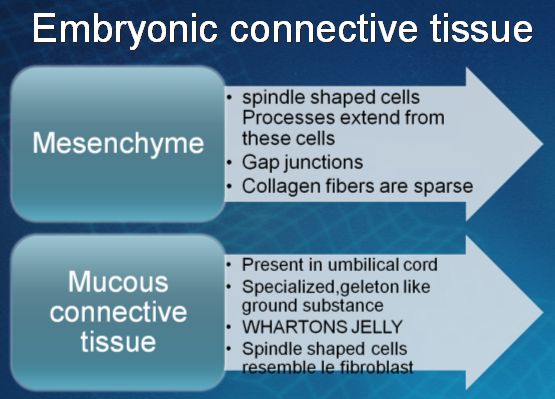 Embryonic connective tissue
Mesenchyme
• spindle shaped cells
Processes extend from
these cells
• Gap junctions
• Collagen fibers are sparse
Mucous
connective
tissue
• Present in umbilical cord
• Specialized,geleton like
ground substance
• WHARTONS JELLY
• Spindle shaped cells
resemble le fibroblast